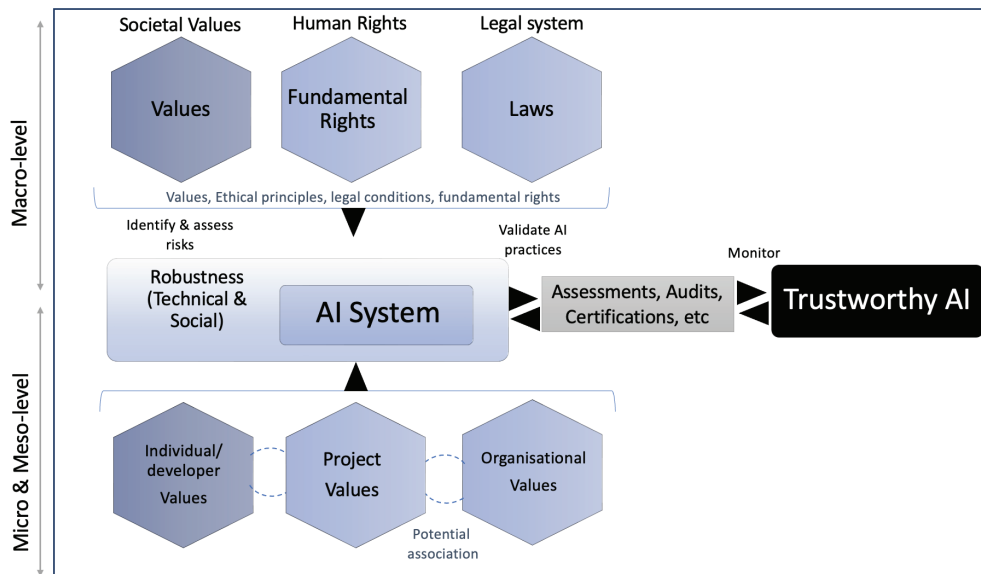 Societal Values
Human Rights
Legal system
Values
Fundamental
Rights
Laws
Macro-level
Values, Ethical principles, legal conditions, fundamental rights
Identify & assess
risks
Validate AI
practices
Monitor
Robustness
(Technical &
Social)
AI System
Assessments, Audits,
Certifications, etc
Trustworthy AI
Micro & Meso-level
Individual/
developer
Values
Project
Values
Organisational
Values
Potential
association